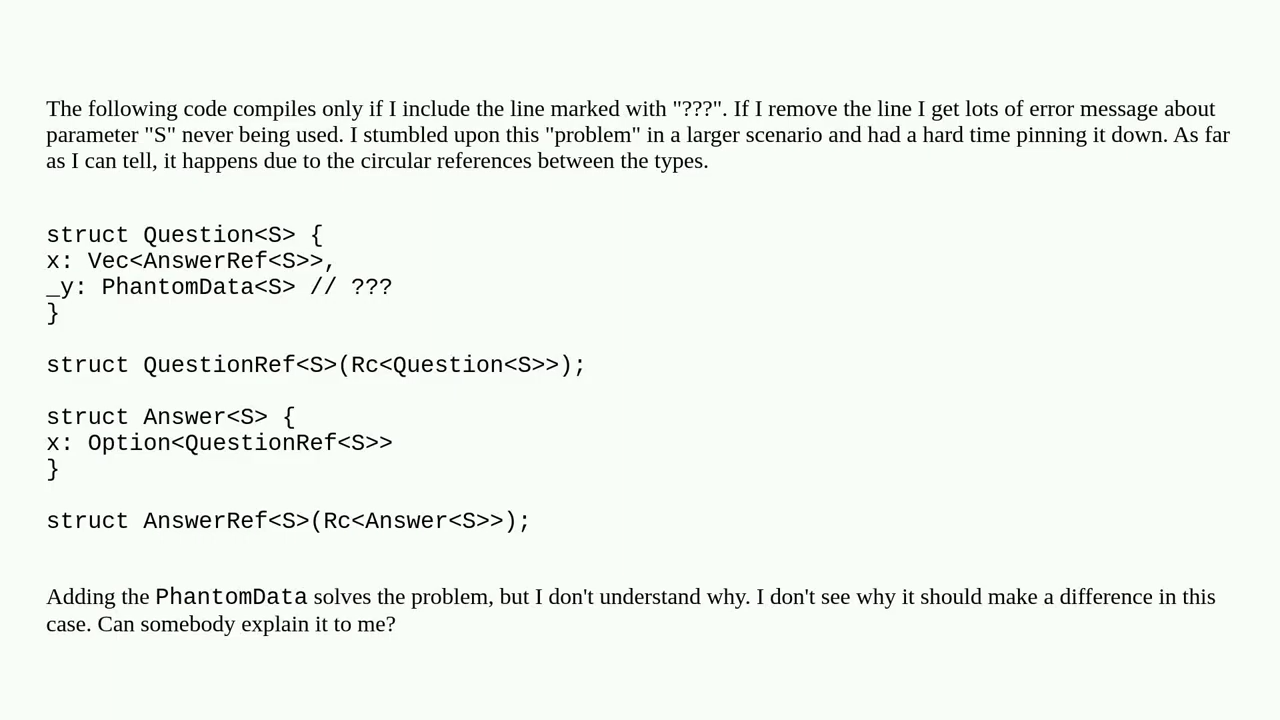 The following code compiles only if I include the line marked with "???". If I remove the line I get lots of error message about
parameter "S" never being used. I stumbled upon this "problem" in a larger scenario and had a hard time pinning it down. As far
as I can tell, it happens due to the circular references between the types.
struct Question<S> {
x: Vec<AnswerRef<S>>,
_y: PhantomData<S> // ???
}
struct QuestionRef<S>(Rc<Question<S>>);
struct Answer<S> {
x: Option<QuestionRef<S>>
}
struct AnswerRef<S>(Rc<Answer<S>>);
Adding the PhantomData solves the problem, but I don't understand why. I don't see why it should make a difference in this
case. Can somebody explain it to me?